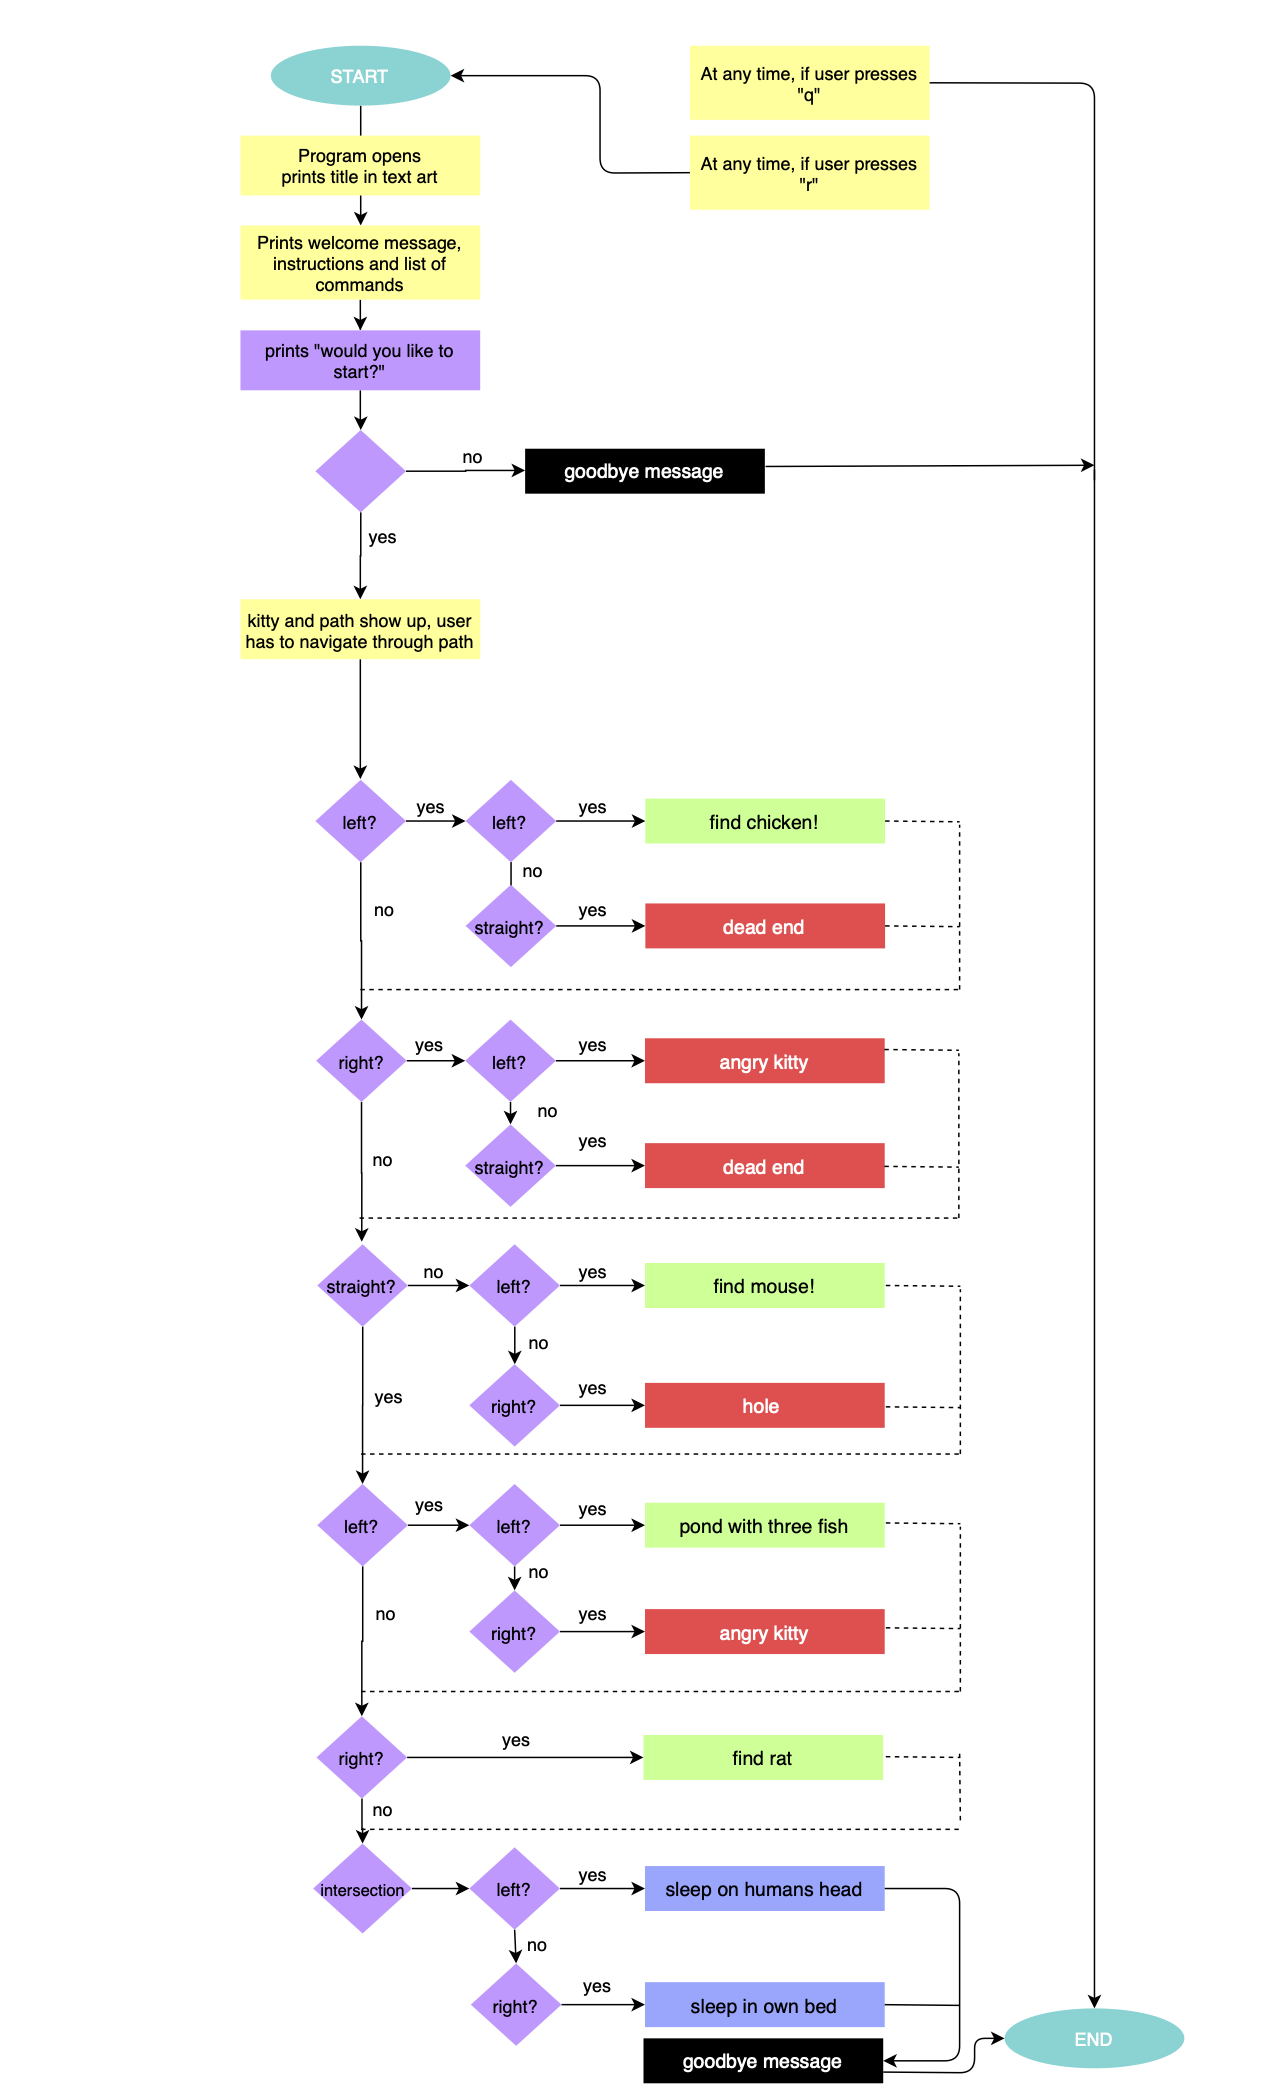 START
At any time, if user presses
"q"
Program opens
prints title in text art
At any time, if user presses
"r"
Prints welcome message,
instructions and list of
commands
prints "would you like to
start?"
no
goodbye message
yes
kitty and path show up, user
has to navigate through path
left?
yes
left?
yes
find chicken!
no
no
straight?
yes
dead end
right?
yes
left?
yes
angry kitty
no
no
straight?
yes
dead end
straight?
no
left?
yes
find mouse!
no
yes
right?
yes
hole
left?
yes
left?
yes
pond with three fish
no
no
right?
yes
angry kitty
right?
yes
find rat
no
intersection
left?
yes
sleep on humans head
no
right?
yes
sleep in own bed
goodbye message
END